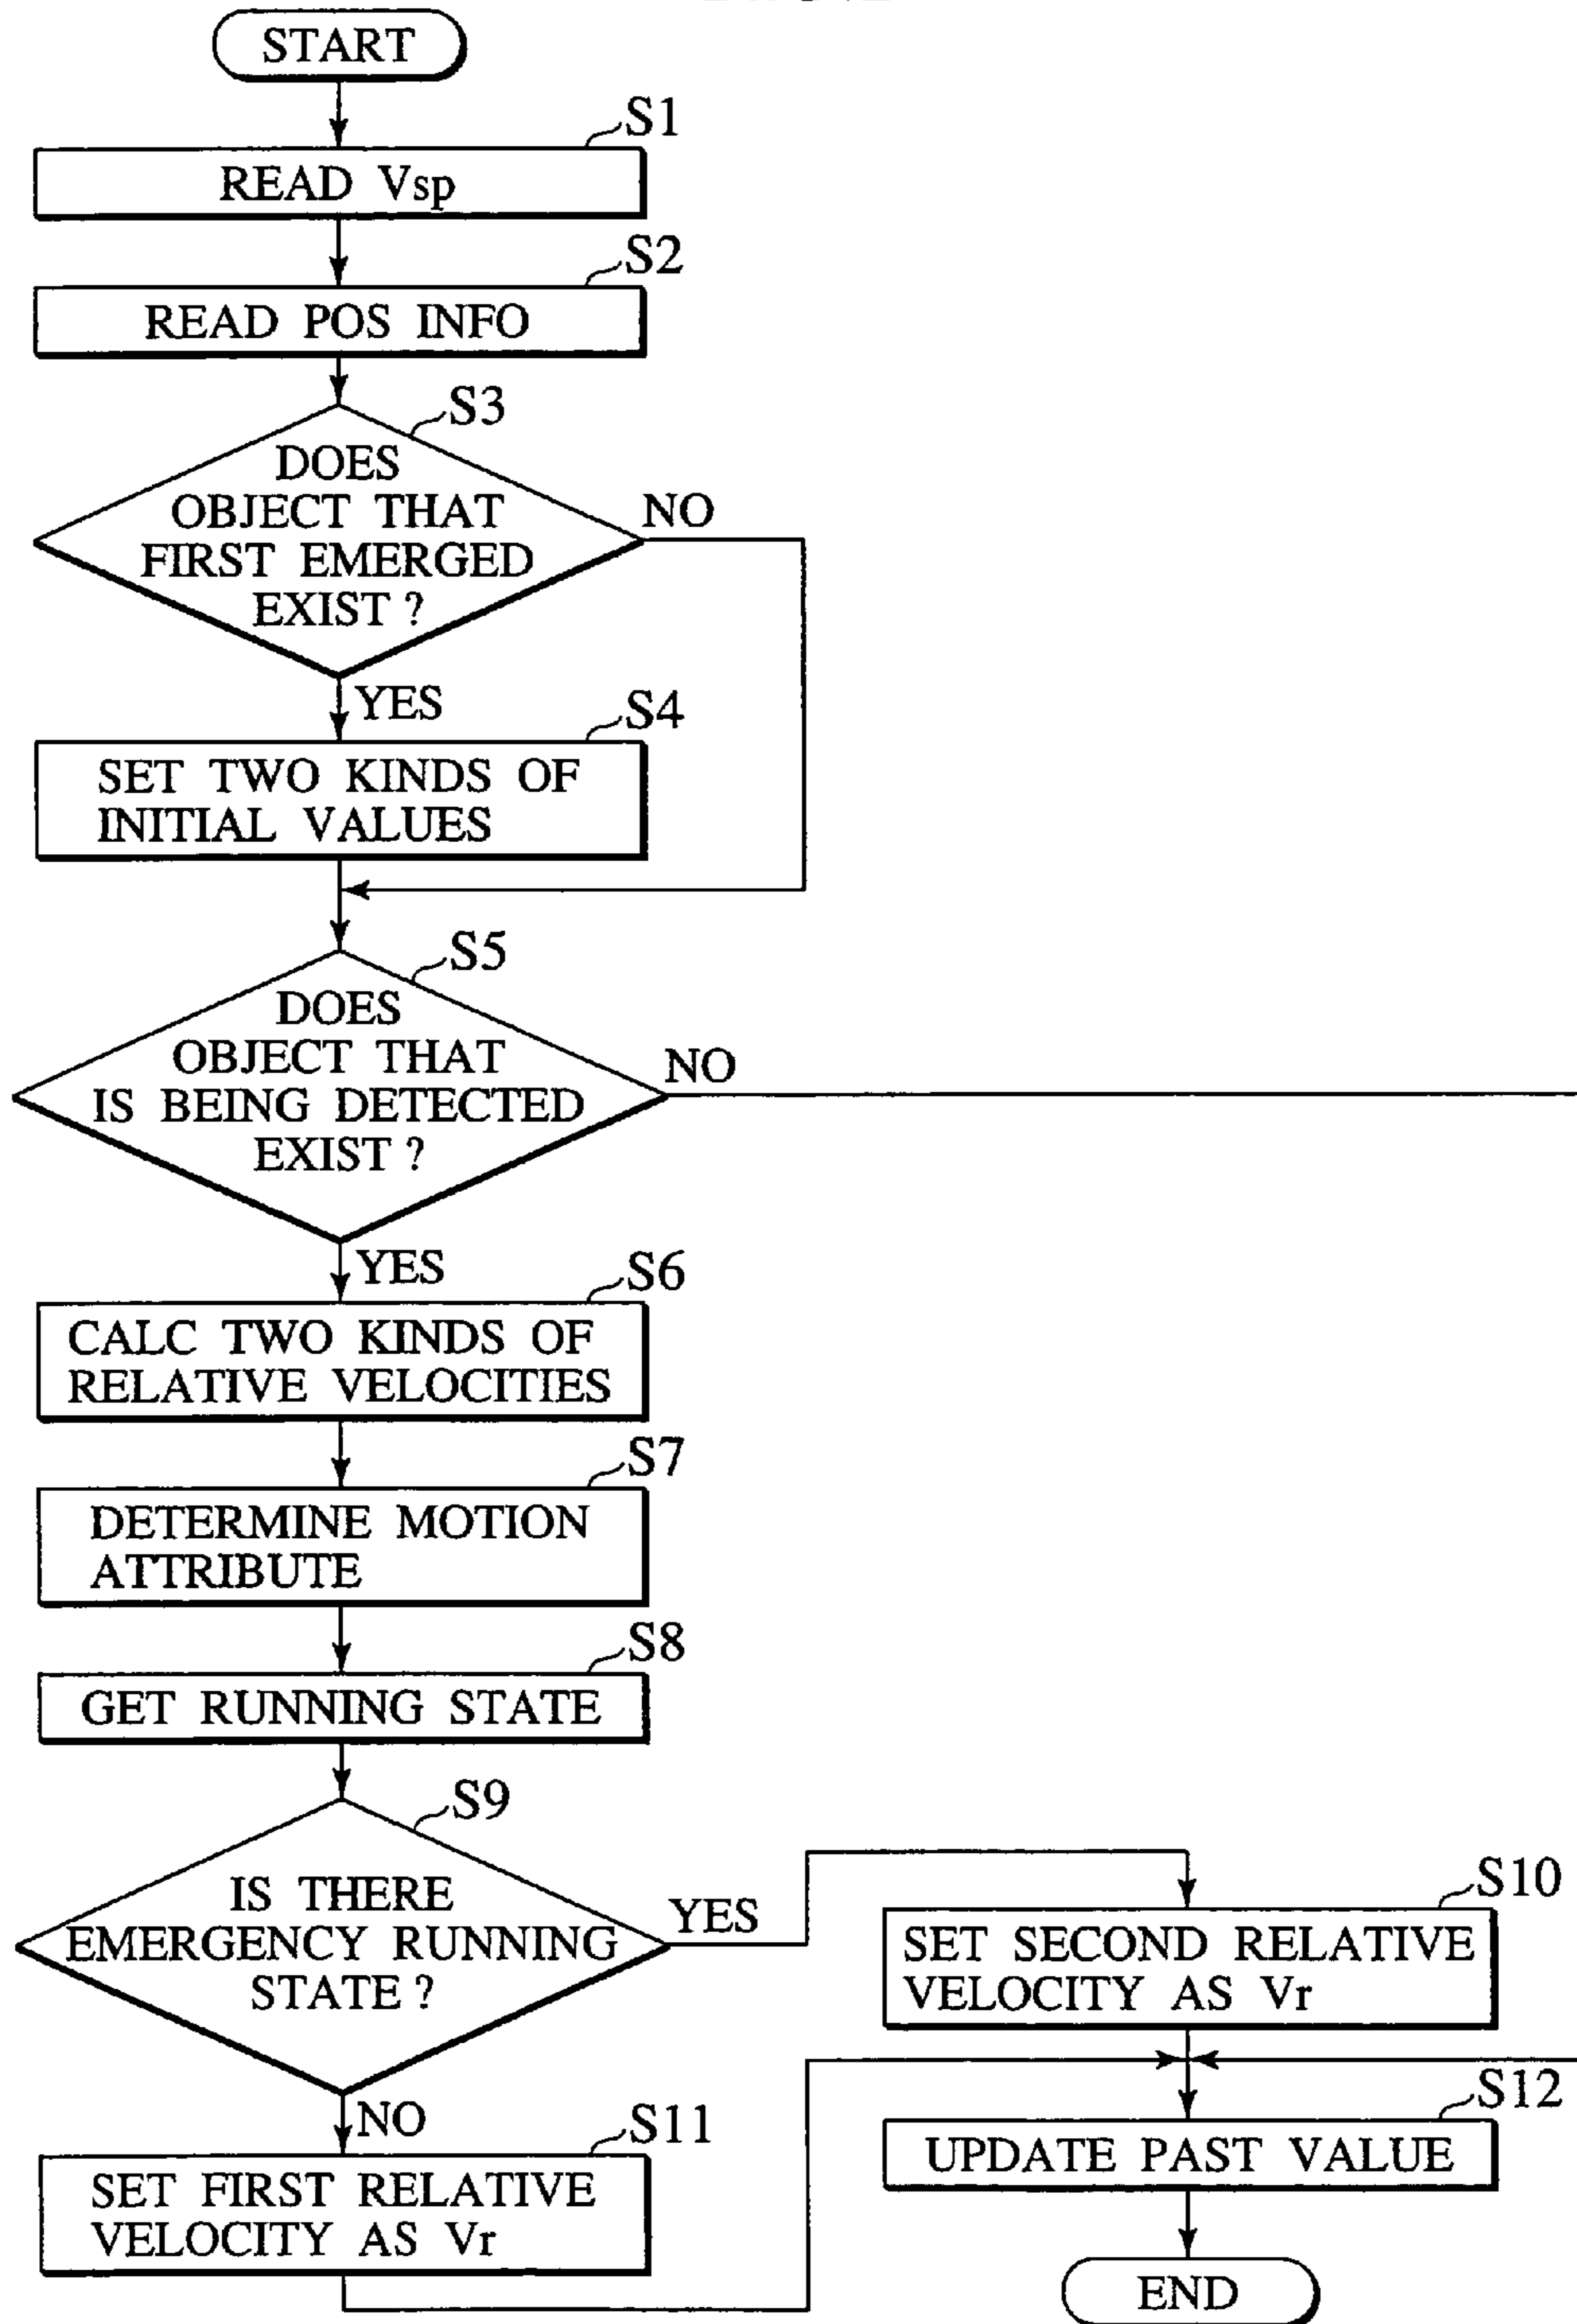 START
S1
READ Vsp
S2
READ POS INFO
S3
DOES
OBJECT THAT
FIRST EMERGED
EXIST ?
NO
YES
S4
SET TWO KINDS OF
INITIAL VALUES
S5
DOES
OBJECT THAT
IS BEING DETECTED
EXIST ?
NO
YES
S6
CALC TWO KINDS OF
RELATIVE VELOCITIES
S7
DETERMINE MOTION
ATTRIBUTE
S8
GET RUNNING STATE
S9
IS THERE
EMERGENCY RUNNING
STATE ?
YES
S10
SET SECOND RELATIVE
VELOCITY AS Vr
NO
S11
SET FIRST RELATIVE
VELOCITY AS Vr
S12
UPDATE PAST VALUE
END